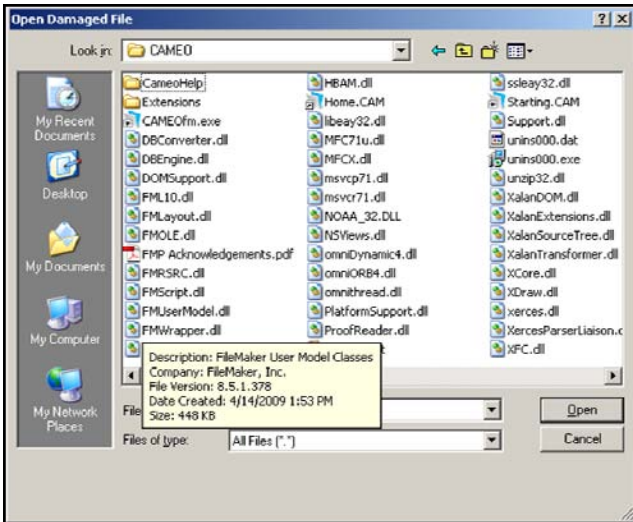 Open Damaged File
Look in: CAMEO
My Recent Documents
Desktop
My Documents
My Computer
My Network Places
CameoHelp
Extensions
CAMEOfm.exe
DBConverter.dll
DBEngine.dll
DOMSupport.dll
FML10.dll
FMLayout.dll
FMOLE.dll
FMP Acknowledgements.pdf
FMRSRC.dll
FMScript.dll
FMUserModel.dll
FMWrapper.dll
HBAM.dll
Home.CAM
libeay32.dll
MFC71u.dll
MFCX.dll
msvcp71.dll
msvcr71.dll
NOAA_32.DLL
NSViews.dll
omniDynamic4.dll
omniORB4.dll
omnithread.dll
PlatformSupport.dll
ProofReader.dll
ssleay32.dll
Starting.CAM
Support.dll
unins000.dat
unins000.exe
unzip32.dll
XalanDOM.dll
XalanExtensions.dll
XalanSourceTree.dll
XalanTransformer.dll
XCore.dll
XDraw.dll
xerces.dll
XercesParserLiaison.c
XFC.dll
Description: FileMaker User Model Classes
Company: FileMaker, Inc.
File Version: 8.5.1.378
Date Created: 4/14/2009 1:53 PM
Size: 448 KB
File
Open
Files of type: All Files (*.*)
Cancel